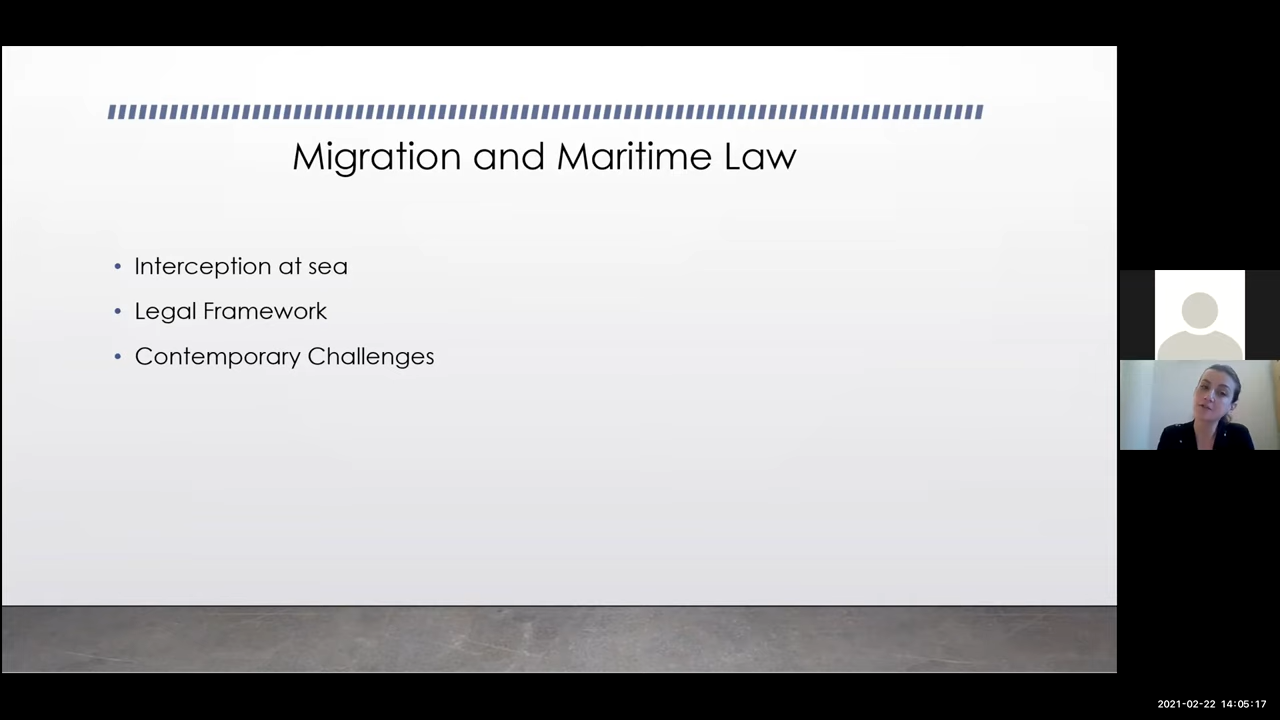 Migration and Maritime Law
• Interception at sea
• Legal Framework
• Contemporary Challenges
2021-02-22 14:05:17